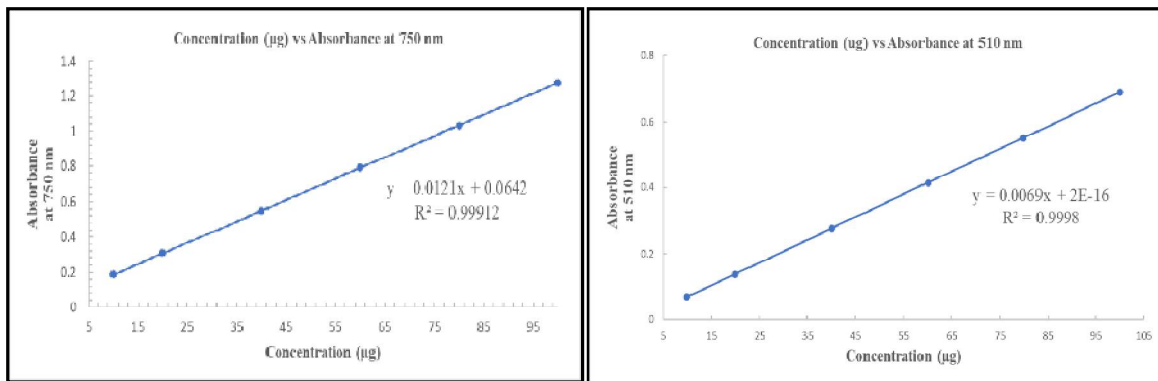 Concentration (µg) vs Absorbance at 750 nm
1.4
1.2
1
0.8
0.6
0.4
0.2
0
Absorbance
at 750 nm
y 0.0121x + 0.0642
R² = 0.99912
5 15 25 35 45 55 65 75 85 95
Concentration (µg)
Concentration (ug) vs Absorbance at 510 nm
0.8
0.6
0.4
0.2
0
Absorbance
at 510 nm
y = 0.0069x + 2E-16
R² = 0.9998
5 15 25 35 45 55 65 75 85 95 105
Concentration (µg)